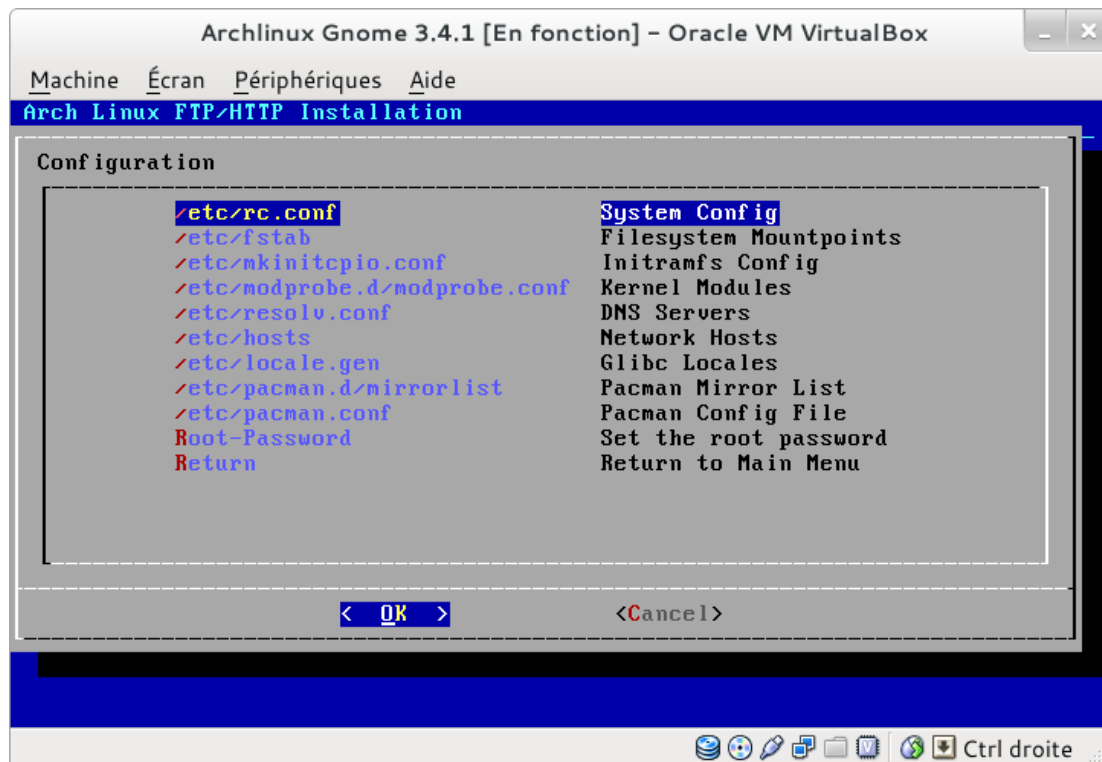 Archlinux Gnome 3.4.1 [En fonction] - Oracle VM VirtualBox
Machine Écran Périphériques Aide
Arch Linux FTP/HTTP Installation
Configuration
/etc/rc.conf System Config
/etc/fstab Filesystem Mountpoints
/etc/mkinitcpio.conf Initramfs Config
/etc/modprobe.d/modprobe.conf Kernel Modules
/etc/resolv.conf DNS Servers
/etc/hosts Network Hosts
/etc/locale.gen Glibc Locales
/etc/pacman.d/mirrorlist Pacman Mirror List
/etc/pacman.conf Pacman Config File
Root-Password Set the root password
Return Return to Main Menu
< OK > <Cancel>
Ctrl droite